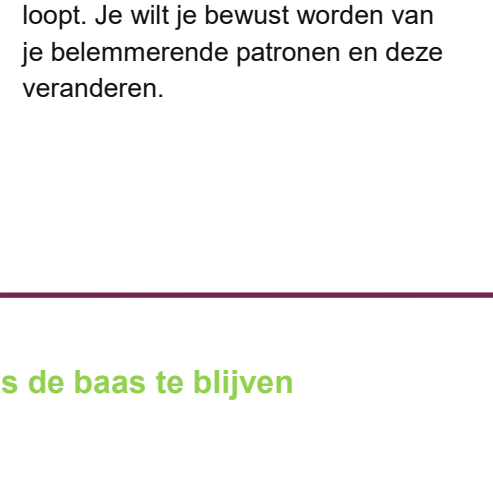 loopt. Je wilt je bewust worden van
je belemmerende patronen en deze
veranderen.
s de baas te blijven